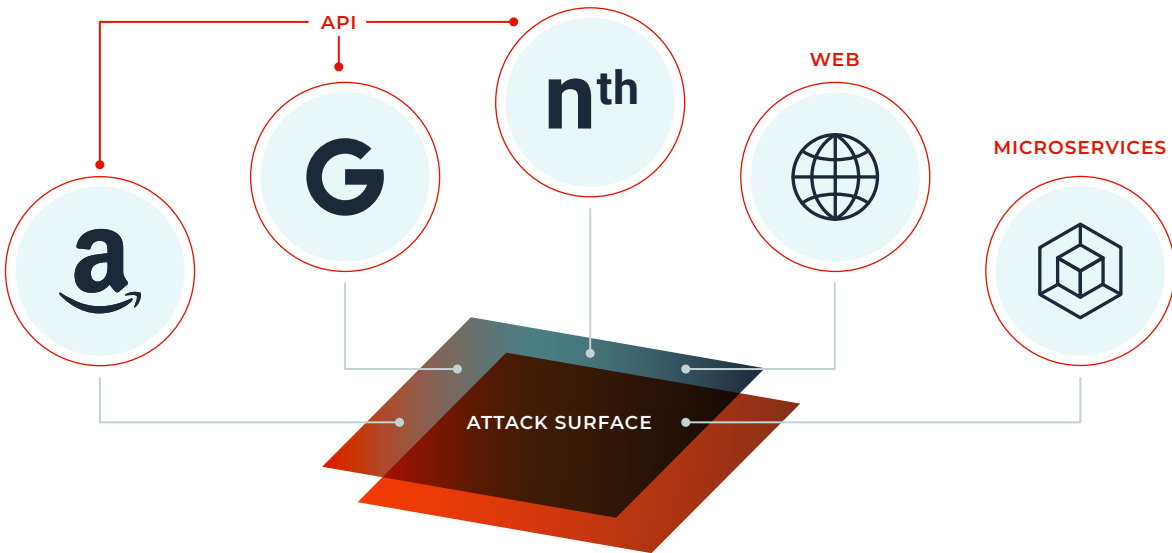 API
nth
WEB
MICROSERVICES
a
G
ATTACK SURFACE